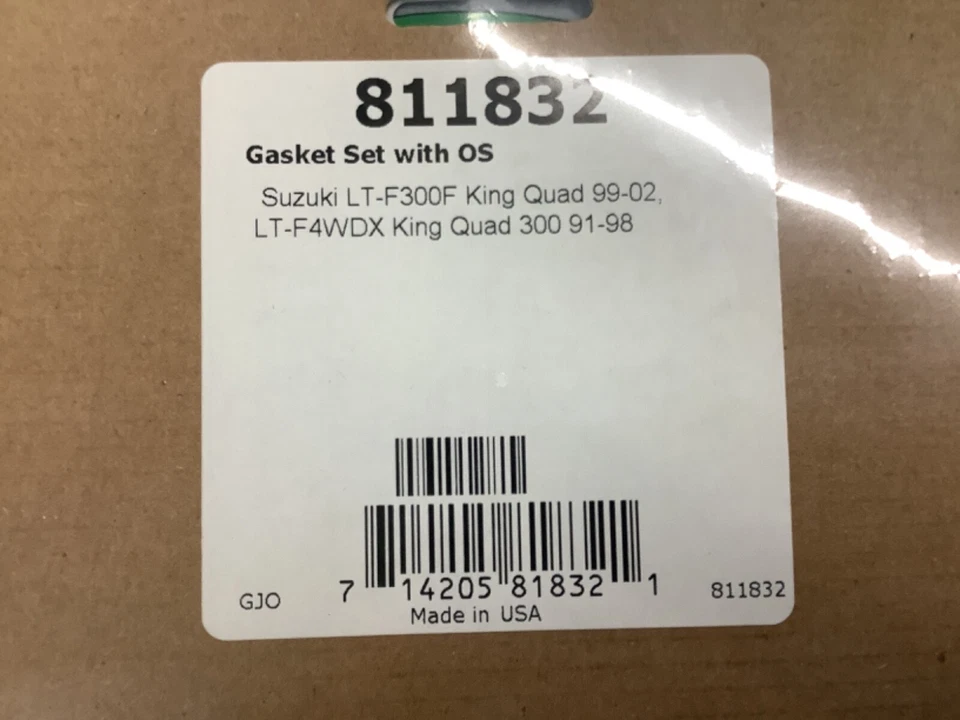 811832
Gasket Set with OS
Suzuki LT-F300F King Quad 99-02,
LT-F4WDX King Quad 300 91-98
7 14205 81832 1
GJO
811832
Made in USA